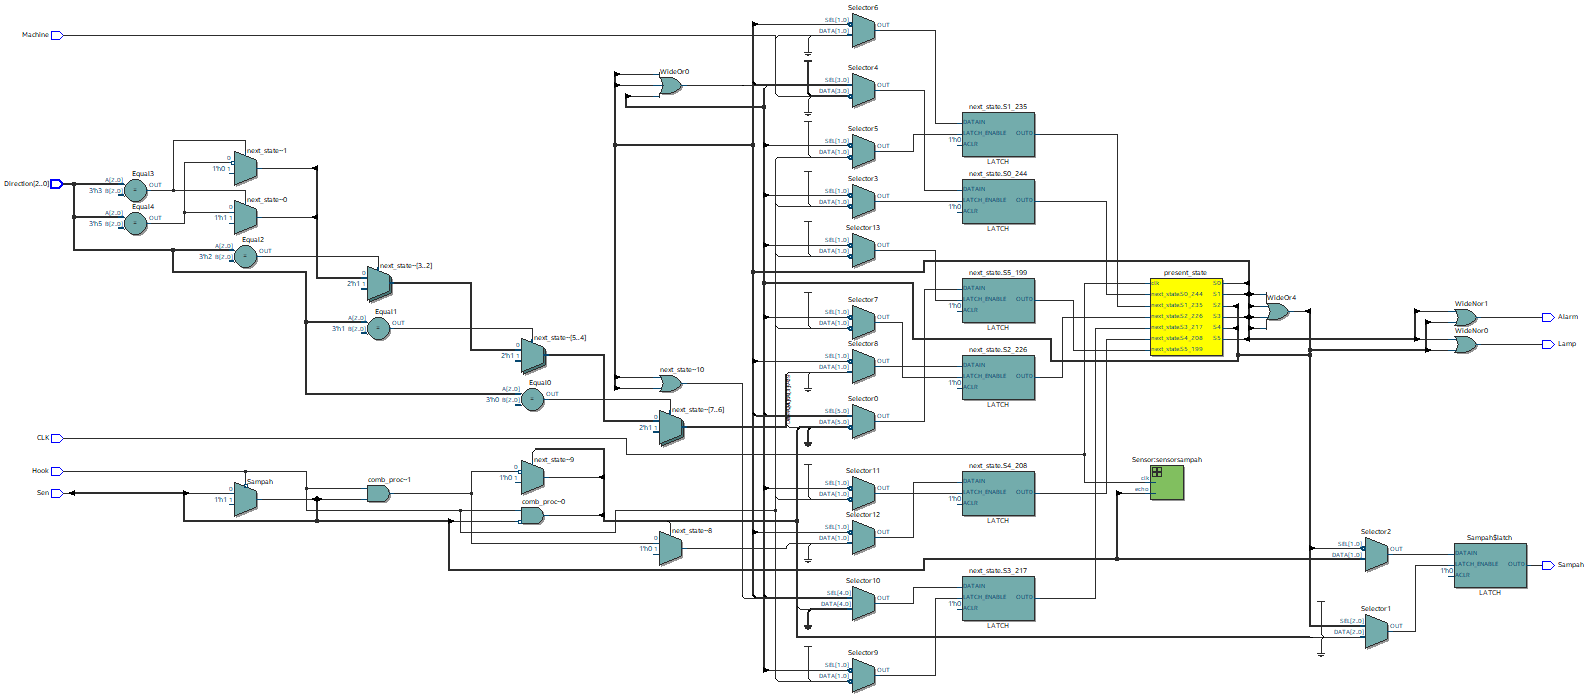 Machine
Direction[2..0]
CLK
Hook
Sen
Equal3
A[2..0]
3'h3 B[2..0]
OUT
Equal4
A[2..0]
3'h5 B[2..0]
OUT
next_state~1
0
1'h0 1
next_state~0
0
1'h1 1
Equal2
A[2..0]
3'h2 B[2..0]
OUT
next_state~[3..2]
0
2'h1 1
Equal1
A[2..0]
3'h1 B[2..0]
OUT
next_state~[5..4]
0
2'h1 1
Equal0
A[2..0]
3'h0 B[2..0]
OUT
next_state~[7..6]
0
2'h1 1
Sampah
0
1'h1 1
comb_proc~1
next_state~9
0
1'h0 1
comb_proc~0
next_state~8
0
1'h0 1
WideOr0
next_state~10
Selector6
SEL[1..0]
DATA[1..0]
OUT
Selector4
SEL[3..0]
DATA[3..0]
OUT
Selector5
SEL[1..0]
DATA[1..0]
OUT
Selector3
SEL[1..0]
DATA[1..0]
OUT
Selector13
SEL[1..0]
DATA[1..0]
OUT
Selector7
SEL[1..0]
DATA[1..0]
OUT
Selector8
SEL[1..0]
DATA[1..0]
OUT
Selector0
SEL[5..0]
DATA[5..0]
OUT
Selector11
SEL[1..0]
DATA[1..0]
OUT
Selector12
SEL[1..0]
DATA[1..0]
OUT
Selector10
SEL[4..0]
DATA[4..0]
OUT
Selector9
SEL[1..0]
DATA[1..0]
OUT
next_state.S1_235
DATAIN
LATCH_ENABLE
OUT0
1'h0 ACLR
LATCH
next_state.S0_244
DATAIN
LATCH_ENABLE
OUT0
1'h0 ACLR
LATCH
next_state.S5_199
DATAIN
LATCH_ENABLE
OUT0
1'h0 ACLR
LATCH
next_state.S2_226
DATAIN
LATCH_ENABLE
OUT0
1'h0 ACLR
LATCH
next_state.S4_208
DATAIN
LATCH_ENABLE
OUT0
1'h0 ACLR
LATCH
next_state.S3_217
DATAIN
LATCH_ENABLE
OUT0
1'h0 ACLR
LATCH
present_state
clk
S0
next_state.S0_244
S1
next_state.S1_235
S2
next_state.S2_226
S3
next_state.S3_217
S4
next_state.S4_208
S5
next_state.S5_199
Sensor:sensorsampah
clk
echo
WideOr4
WideNor1
Alarm
WideNor0
Lamp
Selector2
SEL[1..0]
DATA[1..0]
OUT
Selector1
SEL[2..0]
DATA[2..0]
OUT
Sampah$latch
DATAIN
LATCH_ENABLE
OUT0
1'h0 ACLR
LATCH
Sampah